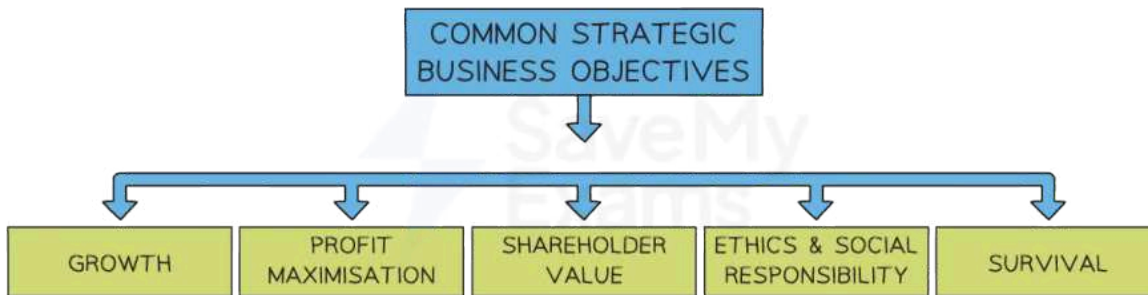 COMMON STRATEGIC
BUSINESS OBJECTIVES
SaveMy
Exams
GROWTH
PROFIT
MAXIMISATION
SHAREHOLDER
VALUE
ETHICS & SOCIAL
RESPONSIBILITY
SURVIVAL